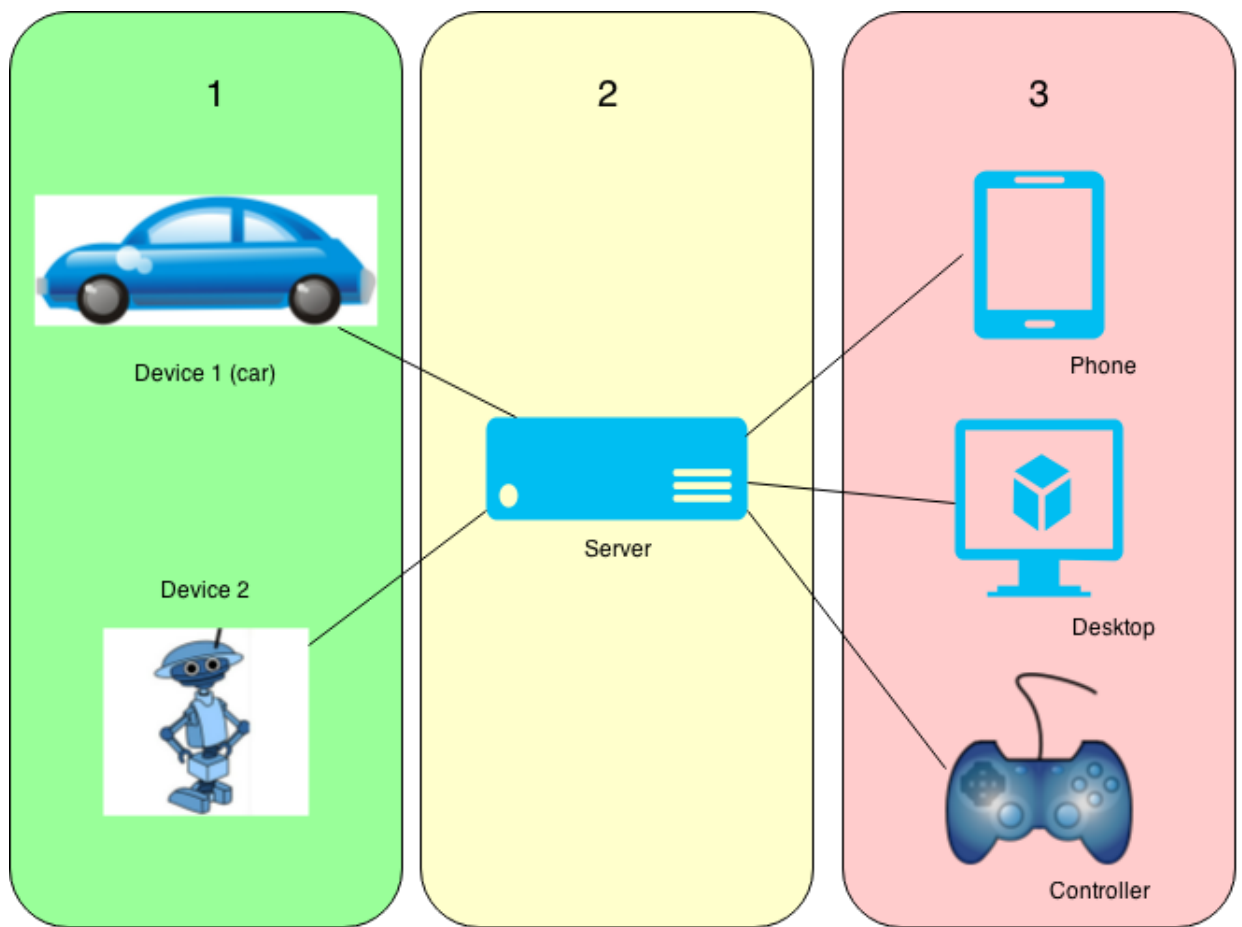 1
2
3
Device 1 (car)
Phone
Server
Device 2
Desktop
Controller